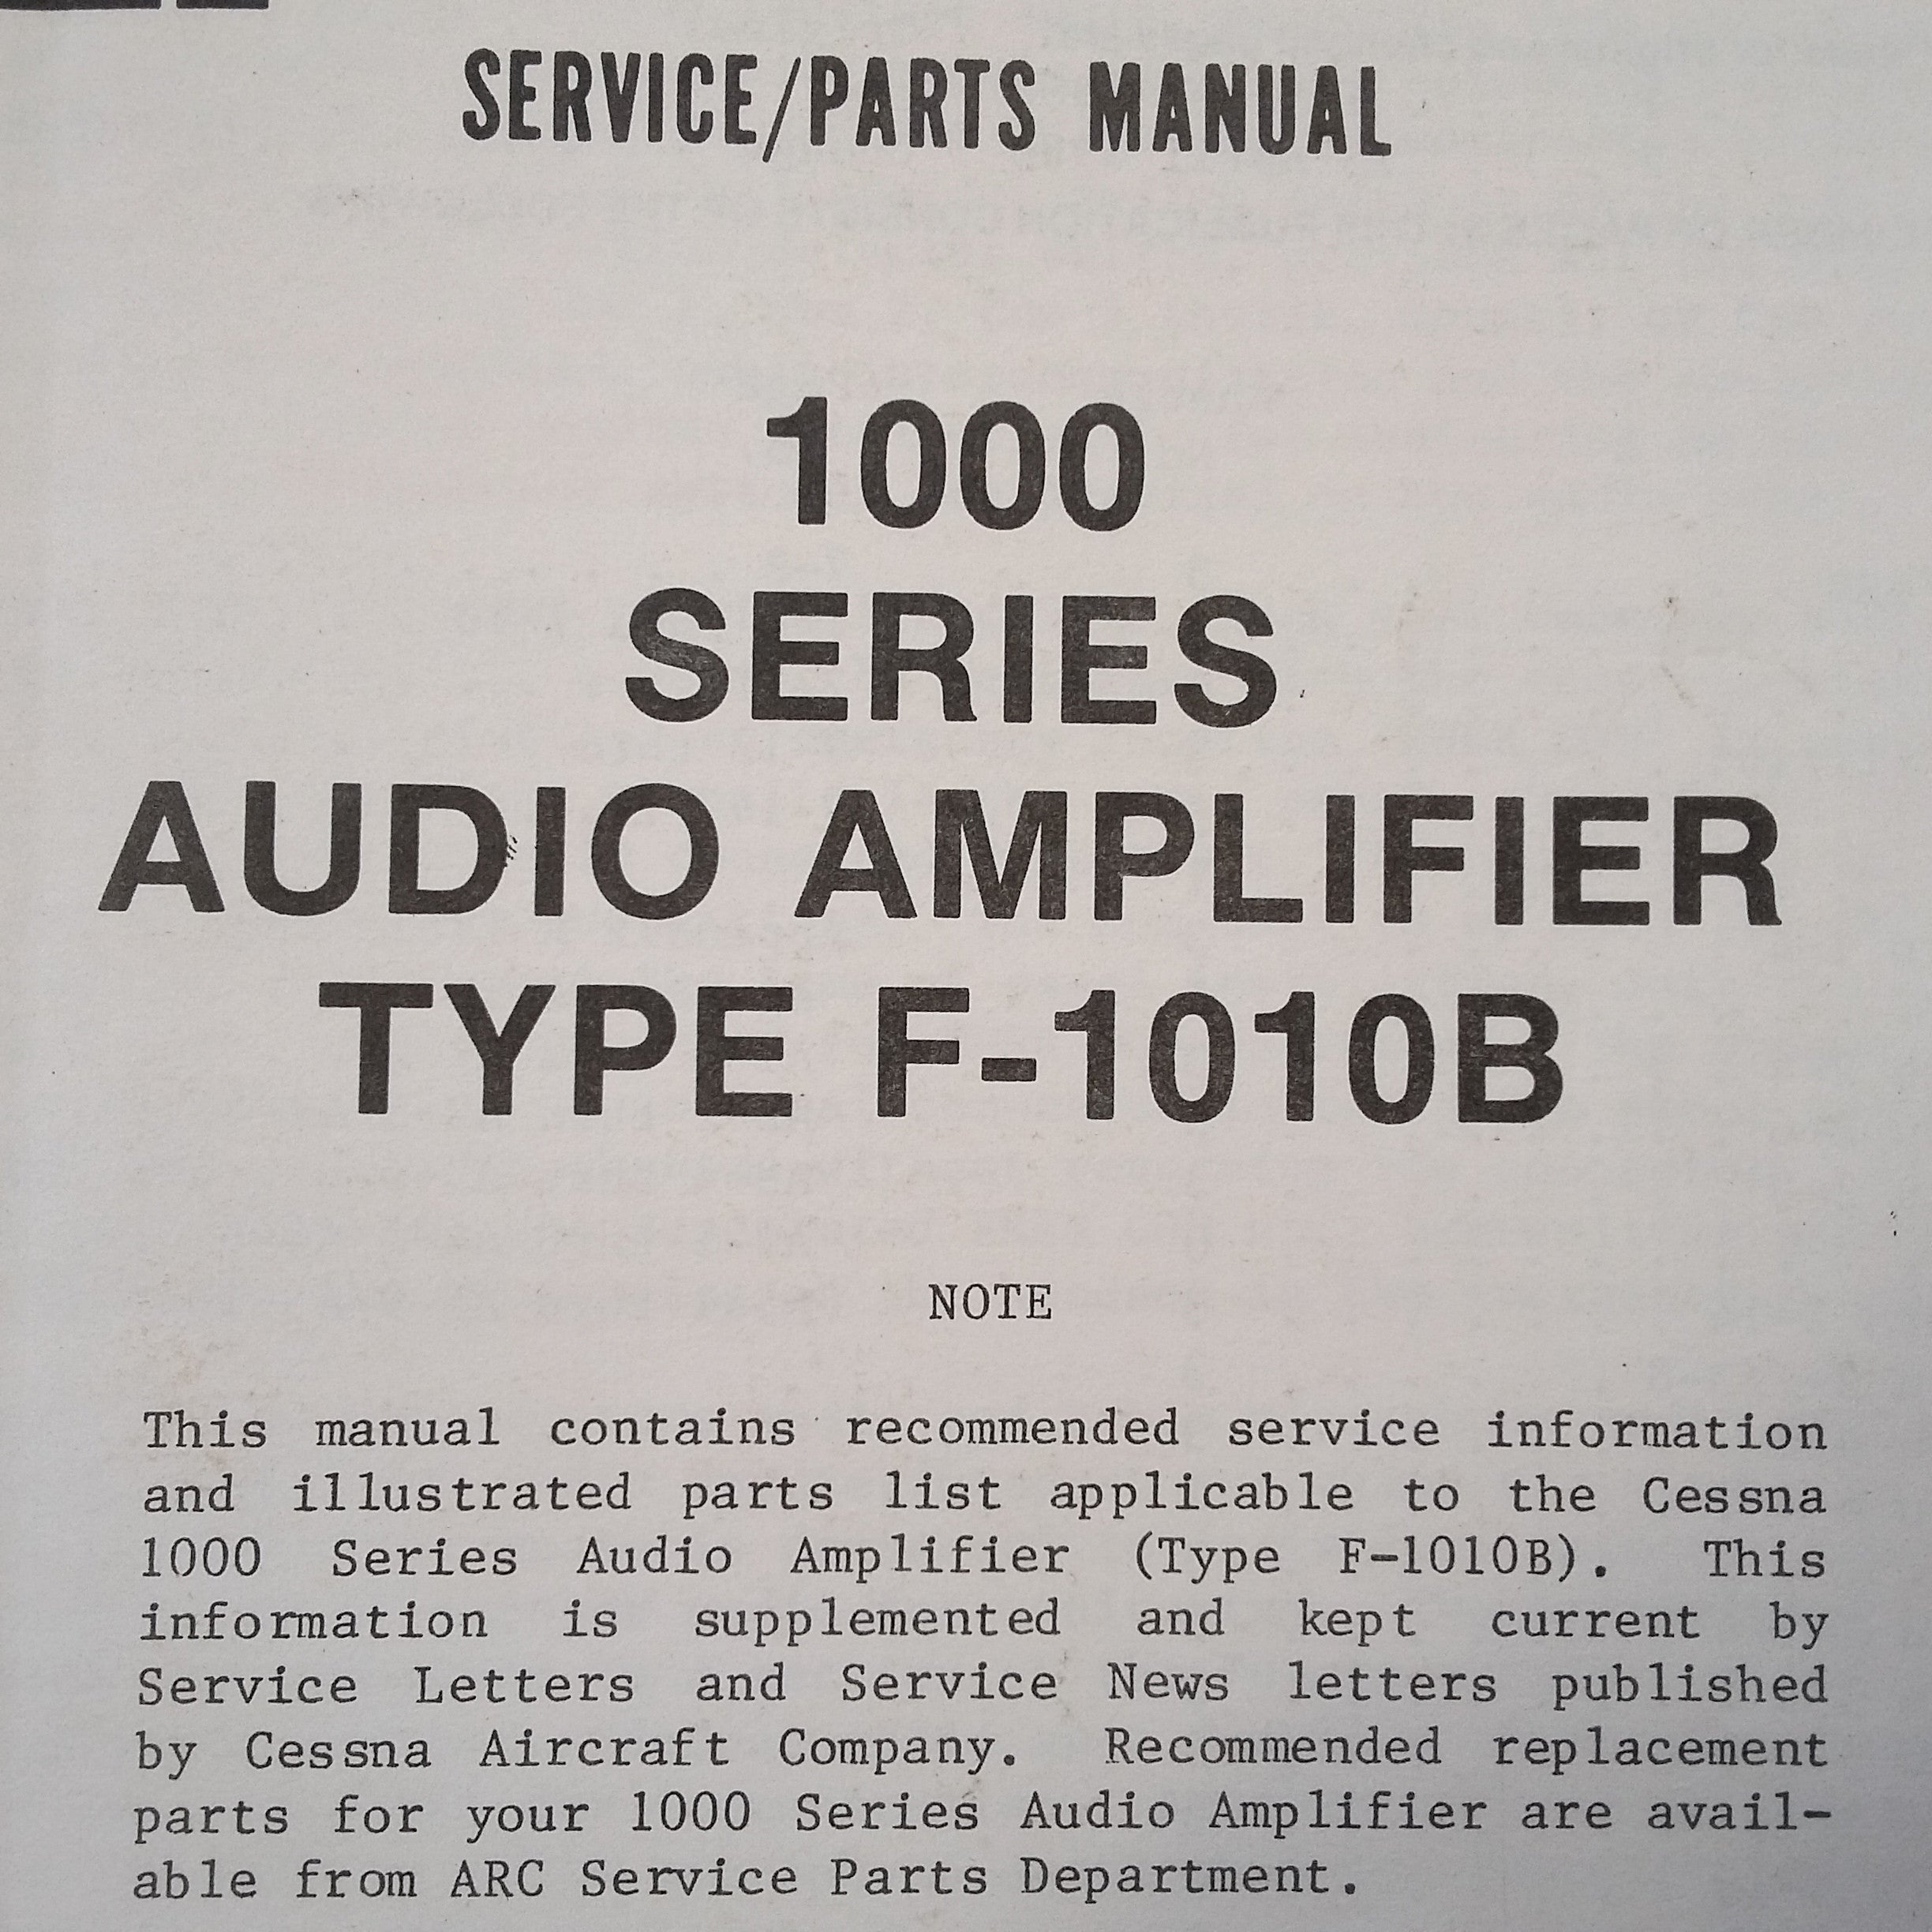 SERVICE/PARTS MANUAL
1000
SERIES
AUDIO AMPLIFIER
TYPE F-1010B
NOTE
This manual contains recommended service information
and illustrated parts list applicable to the Cessna
1000 Series Audio Amplifier (Type F-1010B). This
information is supplemented and kept current by
Service Letters and Service News letters published
by Cessna Aircraft Company. Recommended replacement
parts for your 1000 Series Audio Amplifier are avail-
able from ARC Service Parts Department.